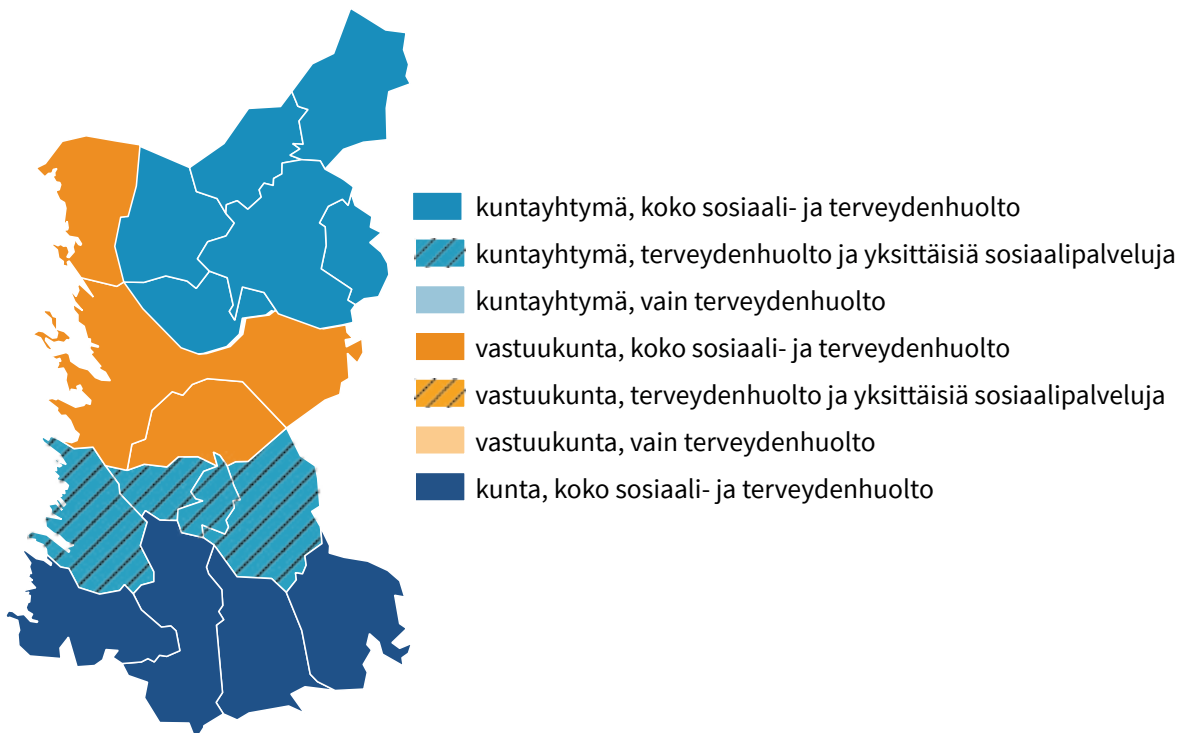 kuntayhtymä, koko sosiaali- ja terveydenhuolto
kuntayhtymä, terveydenhuolto ja yksittäisiä sosiaalipalveluja
kuntayhtymä, vain terveydenhuolto
vastuukunta, koko sosiaali- ja terveydenhuolto
vastuukunta, terveydenhuolto ja yksittäisiä sosiaalipalveluja
vastuukunta, vain terveydenhuolto
kunta, koko sosiaali- ja terveydenhuolto